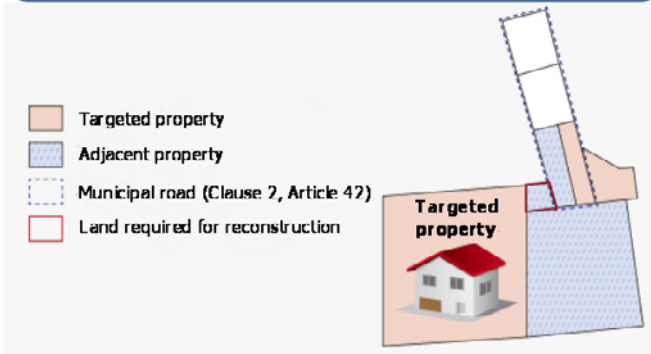 Targeted property
Adjacent property
Municipal road (Clause 2, Article 42)
Land required for reconstruction
Targeted
property